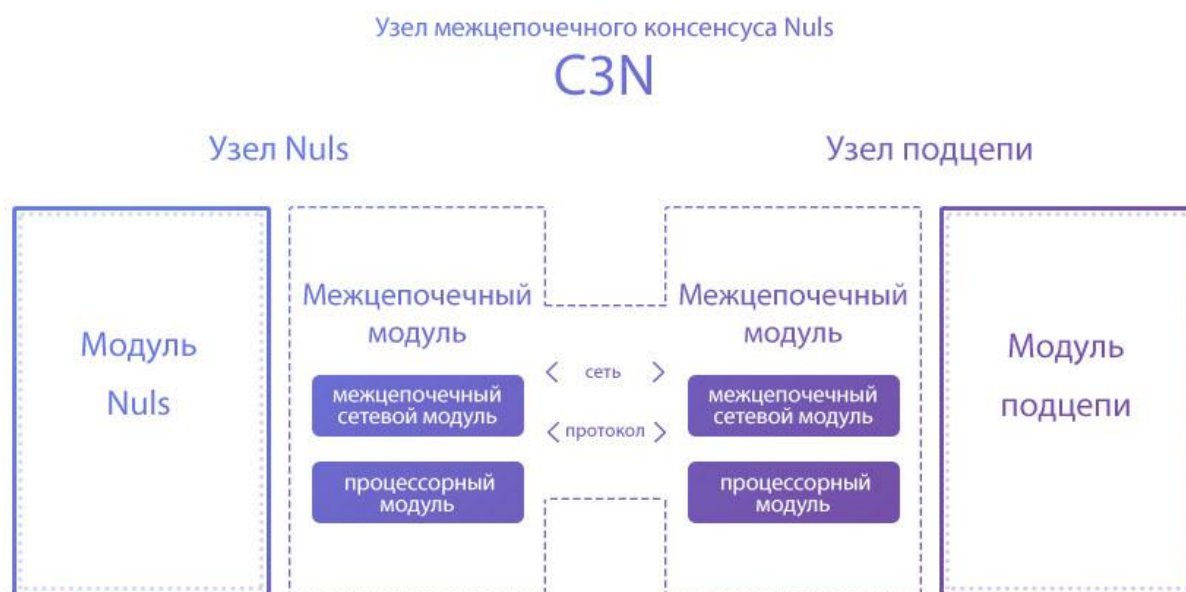 Узел межцепочечного консенсуса Nuls
C3N
Узел Nuls
Узел подцепи
Модуль
Nuls
Межцепочечный
модуль
межцепочечный
сетевой модуль
процессорный
модуль
сеть
протокол
Межцепочечный
модуль
межцепочечный
сетевой модуль
процессорный
модуль
Модуль
подцепи